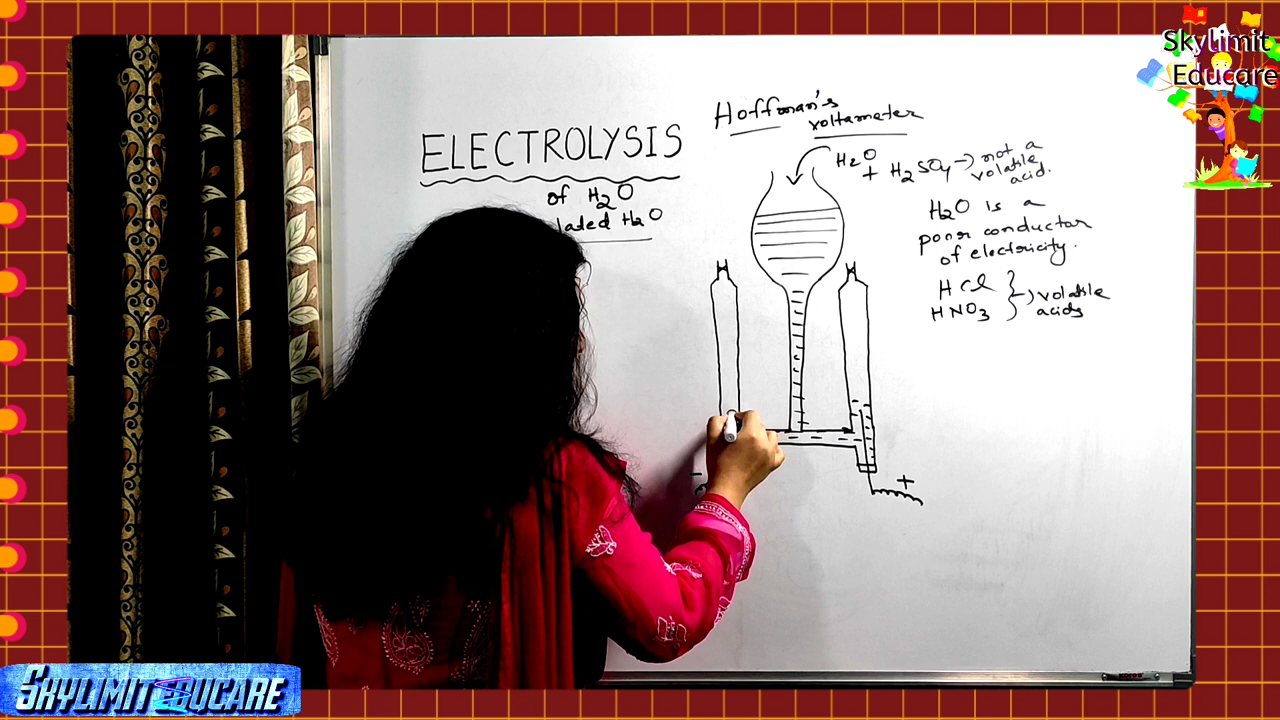 Skylimit
Educare
Hoffman's
voltameter
ELECTROLYSIS
of H2O
H2O
H2O
+ H2SO4 → not a
volatile
acid.
H2O is a
poor conductor
of electricity.
HCl
HNO3
} → volatile
acids
−
+
SKYLIMIT EDUCARE